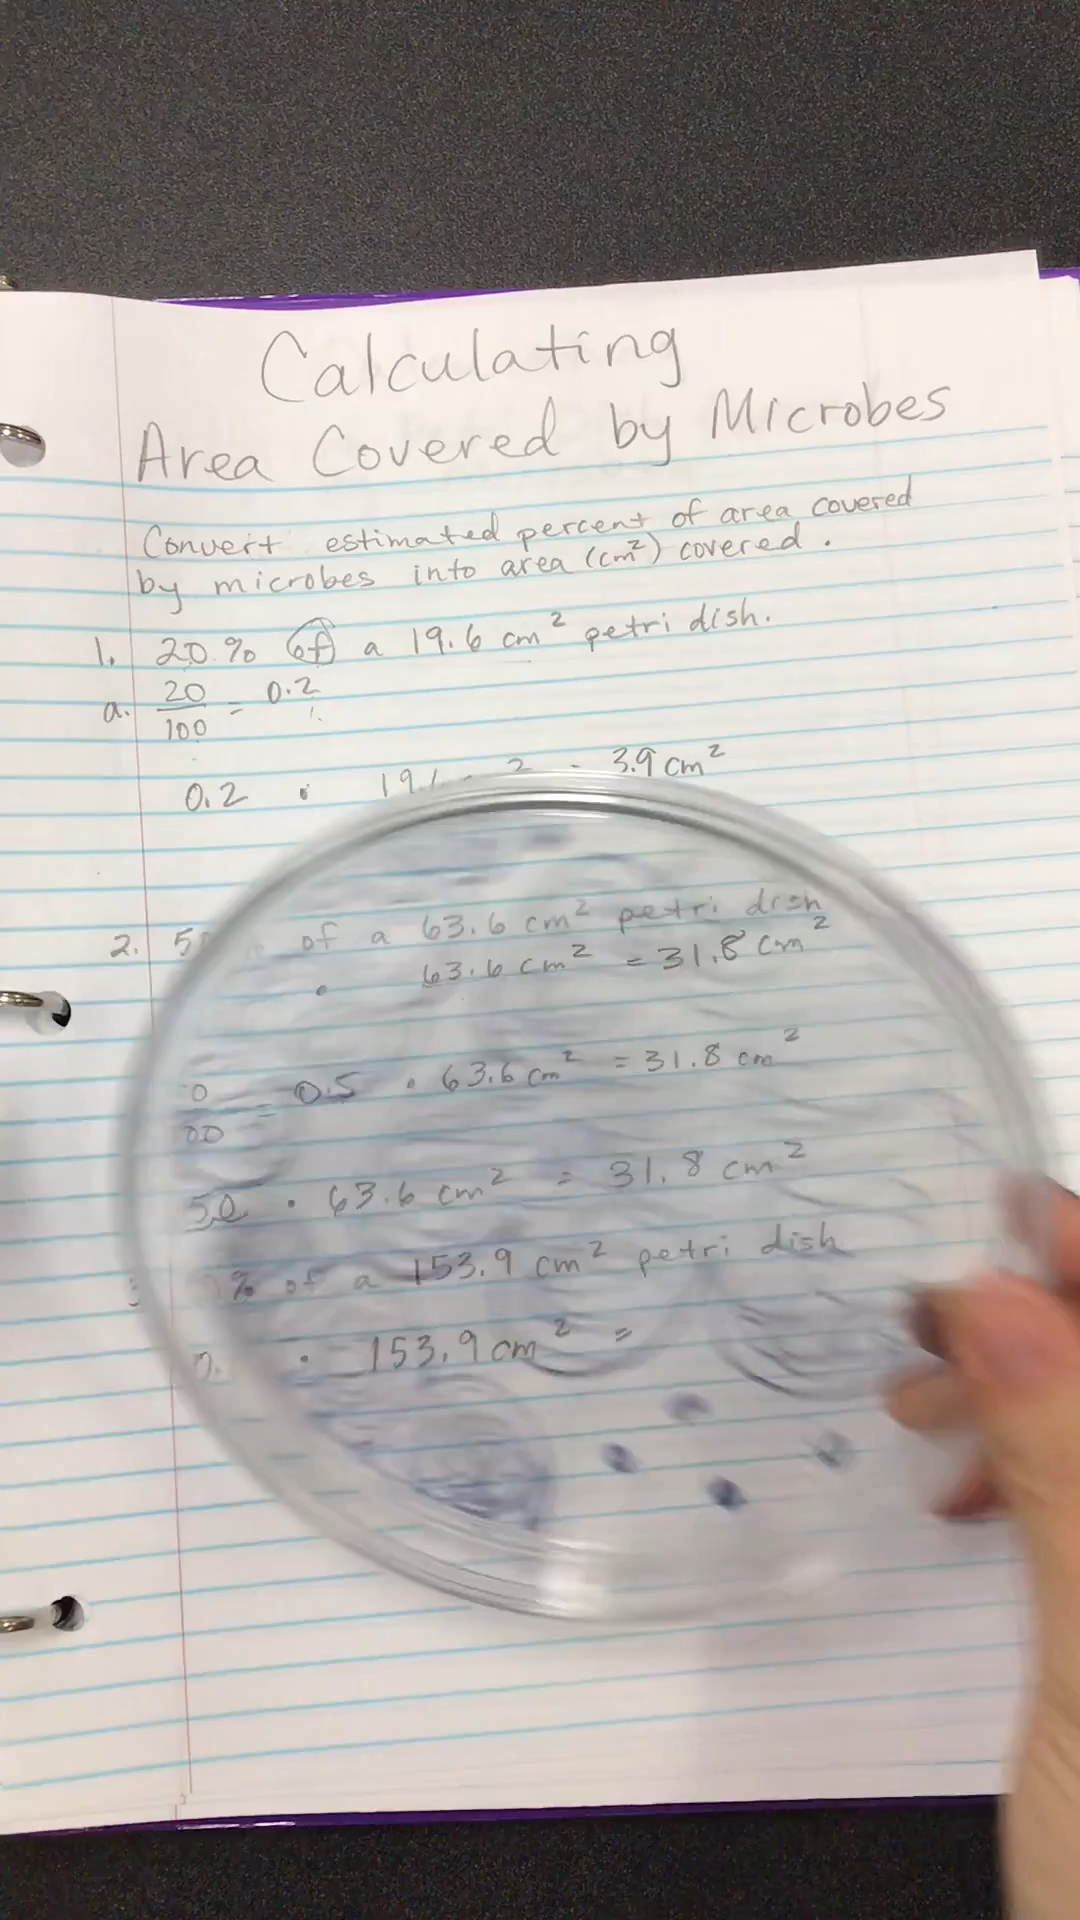 Calculating
Area Covered by Microbes
Convert estimated percent of area covered
by microbes into area (cm²) covered.
1. 20% of a 19.6 cm² petri dish.
a. 20/100 = 0.2
0.2 • 3.9 cm²
2. of a 63.6 cm² petri dish
• 63.6 cm² = 31.8 cm²
= 0.5 • 63.6 cm² = 31.8 cm²
• 63.6 cm² = 31.8 cm²
% of a 153.9 cm² petri dish
• 153.9 cm² =